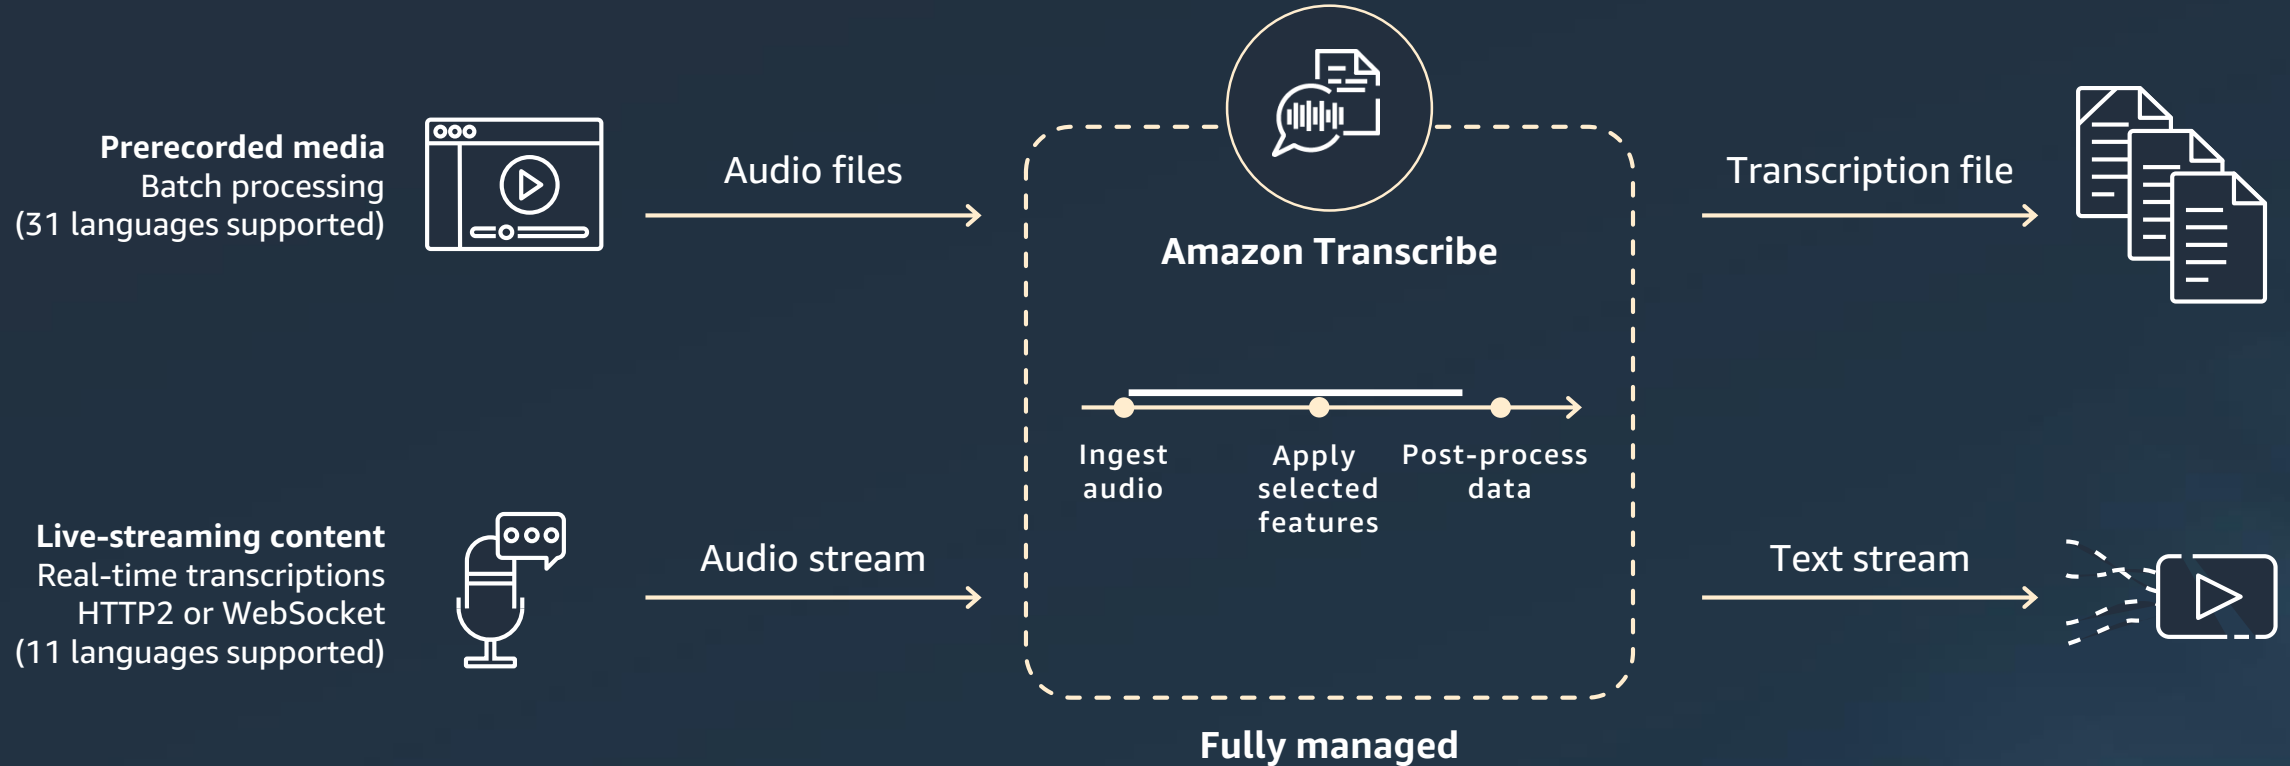 Prerecorded media
Batch processing
(31 languages supported)
Audio files
Amazon Transcribe
Transcription file
Ingest
audio
Apply
selected
features
Post-process
data
Live-streaming content
Real-time transcriptions
HTTP2 or WebSocket
(11 languages supported)
Audio stream
Text stream
Fully managed